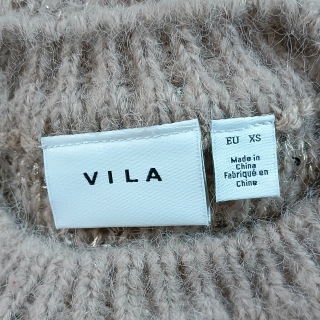 VILA
EU XS
Made in
China
Fabriqué en
Chine